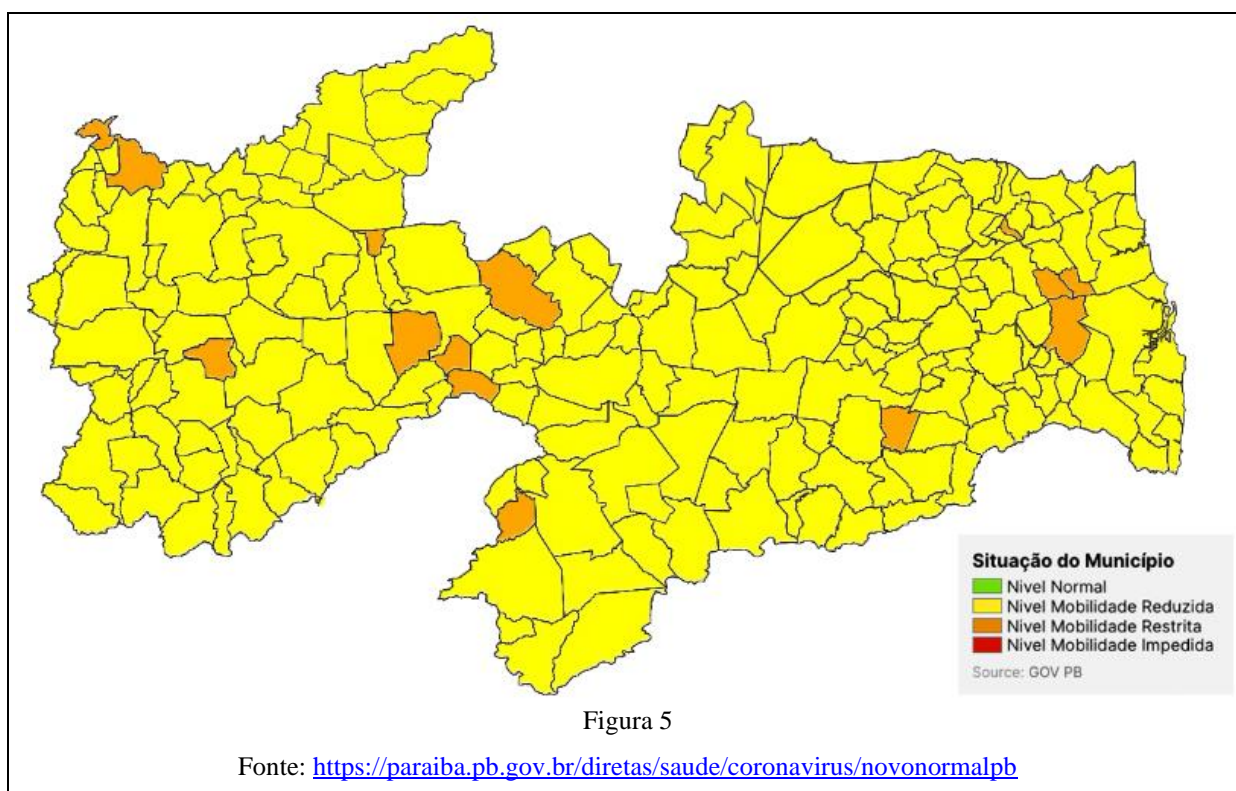 Situação do Município
Nivel Normal
Nivel Mobilidade Reduzida
Nivel Mobilidade Restrita
Nivel Mobilidade Impedida
Source: GOV PB
Figura 5
Fonte: https://paraiba.pb.gov.br/diretas/saude/coronavirus/novonormalpb